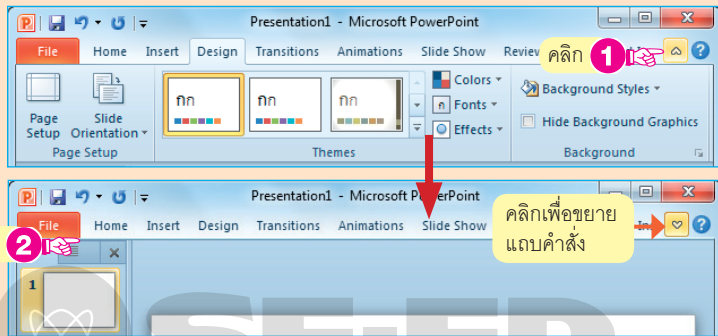 Presentation1 - Microsoft PowerPoint
File Home Insert Design Transitions Animations Slide Show
คลิก 1
Page Setup
Slide Orientation
กก กก กก
Colors
Fonts
Effects
Background Styles
Hide Background Graphics
Page Setup Themes Background
Presentation1 - Microsoft PowerPoint
File Home Insert Design Transitions Animations Slide Show
คลิกเพื่อขยาย
แถบคำสั่ง
2
1
SE-ED